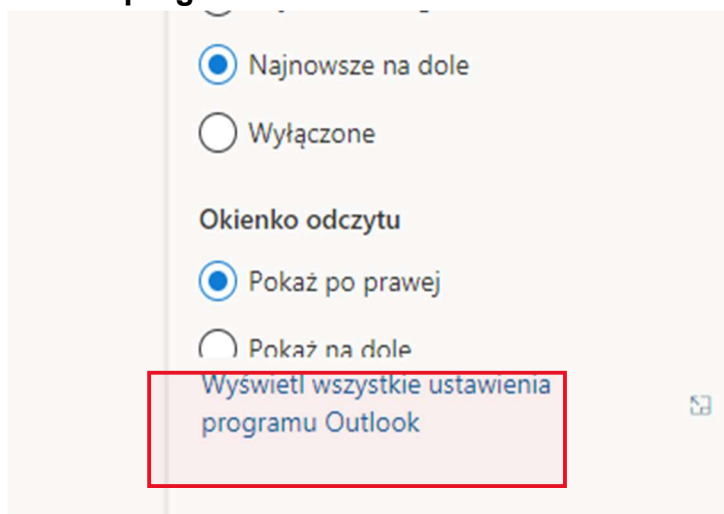 Najnowsze na dole
Wyłączone
Okienko odczytu
Pokaż po prawej
Pokaż na dole
Wyświetl wszystkie ustawienia
programu Outlook